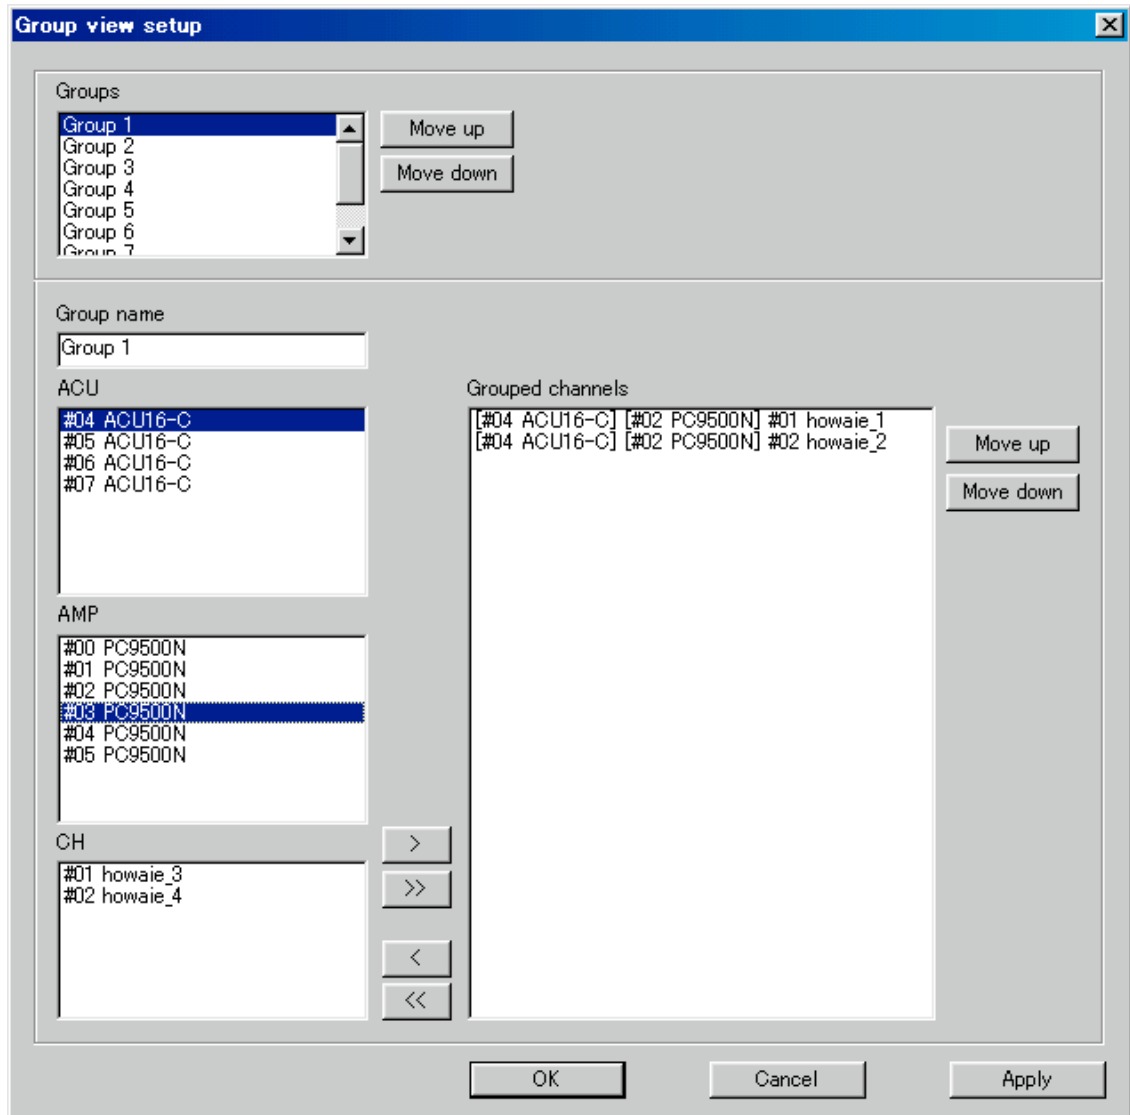 Group view setup
Groups
Group 1
Group 2
Group 3
Group 4
Group 5
Group 6
Group 7
Move up
Move down
Group name
Group 1
ACU
#04 ACU16-C
#05 ACU16-C
#06 ACU16-C
#07 ACU16-C
AMP
#00 PC9500N
#01 PC9500N
#02 PC9500N
#03 PC9500N
#04 PC9500N
#05 PC9500N
CH
#01 howaie_3
#02 howaie_4
>
>>
<
<<
Grouped channels
[#04 ACU16-C] [#02 PC9500N] #01 howaie_1
[#04 ACU16-C] [#02 PC9500N] #02 howaie_2
Move up
Move down
OK
Cancel
Apply